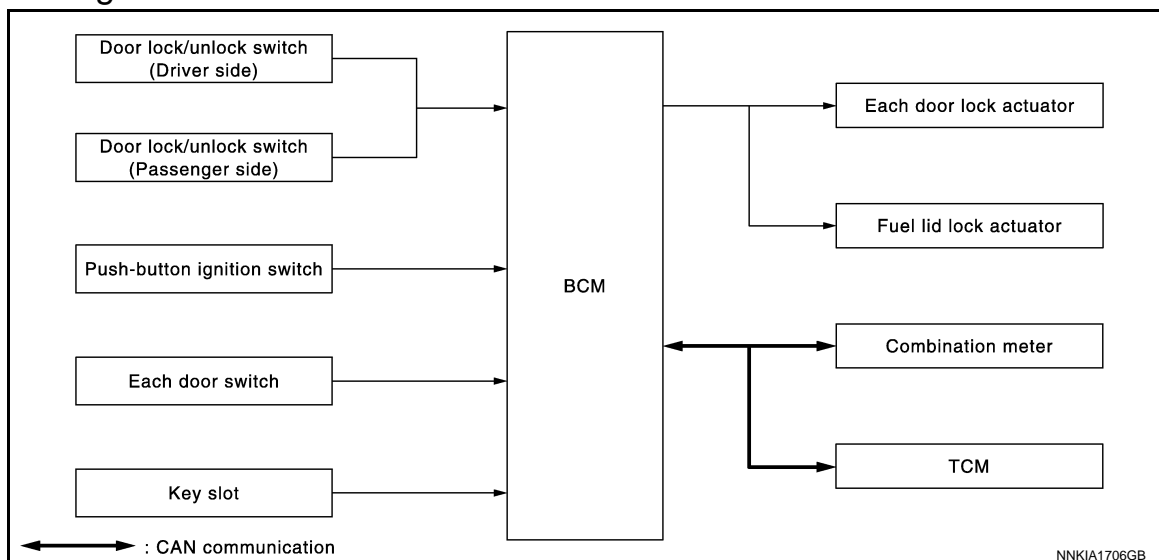 Door lock/unlock switch
(Driver side)
Door lock/unlock switch
(Passenger side)
Push-button ignition switch
Each door switch
Key slot
BCM
Each door lock actuator
Fuel lid lock actuator
Combination meter
TCM
: CAN communication
NNKIA1706GB